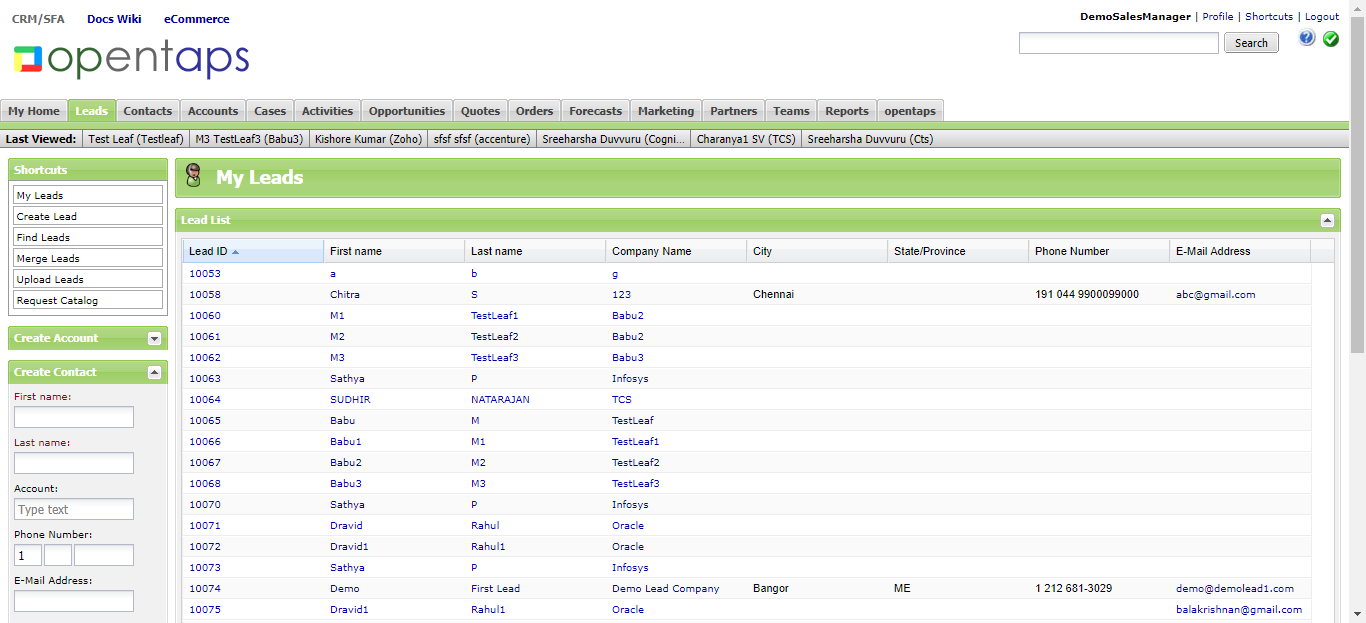 CRM/SFA Docs Wiki eCommerce
DemoSalesManager | Profile | Shortcuts | Logout
opentaps
Search
My Home Leads Contacts Accounts Cases Activities Opportunities Quotes Orders Forecasts Marketing Partners Teams Reports opentaps
Last Viewed: Test Leaf (Testleaf) M3 TestLeaf3 (Babu3) Kishore Kumar (Zoho) sfsf sfsf (accenture) Sreeharsha Duvvuru (Cogni... Charanya1 SV (TCS) Sreeharsha Duvvuru (Cts)
Shortcuts
My Leads
Create Lead
Find Leads
Merge Leads
Upload Leads
Request Catalog
Create Account
Create Contact
First name:
Last name:
Account:
Type text
Phone Number:
1
E-Mail Address:
My Leads
Lead List
Lead ID First name Last name Company Name City State/Province Phone Number E-Mail Address
10053 a b g
10058 Chitra S 123 Chennai 191 044 9900099000 abc@gmail.com
10060 M1 TestLeaf1 Babu2
10061 M2 TestLeaf2 Babu2
10062 M3 TestLeaf3 Babu3
10063 Sathya P Infosys
10064 SUDHIR NATARAJAN TCS
10065 Babu M TestLeaf
10066 Babu1 M1 TestLeaf1
10067 Babu2 M2 TestLeaf2
10068 Babu3 M3 TestLeaf3
10070 Sathya P Infosys
10071 Dravid Rahul Oracle
10072 Dravid1 Rahul1 Oracle
10073 Sathya P Infosys
10074 Demo First Lead Demo Lead Company Bangor ME 1 212 681-3029 demo@demolead1.com
10075 Dravid1 Rahul1 Oracle balakrishnan@gmail.com